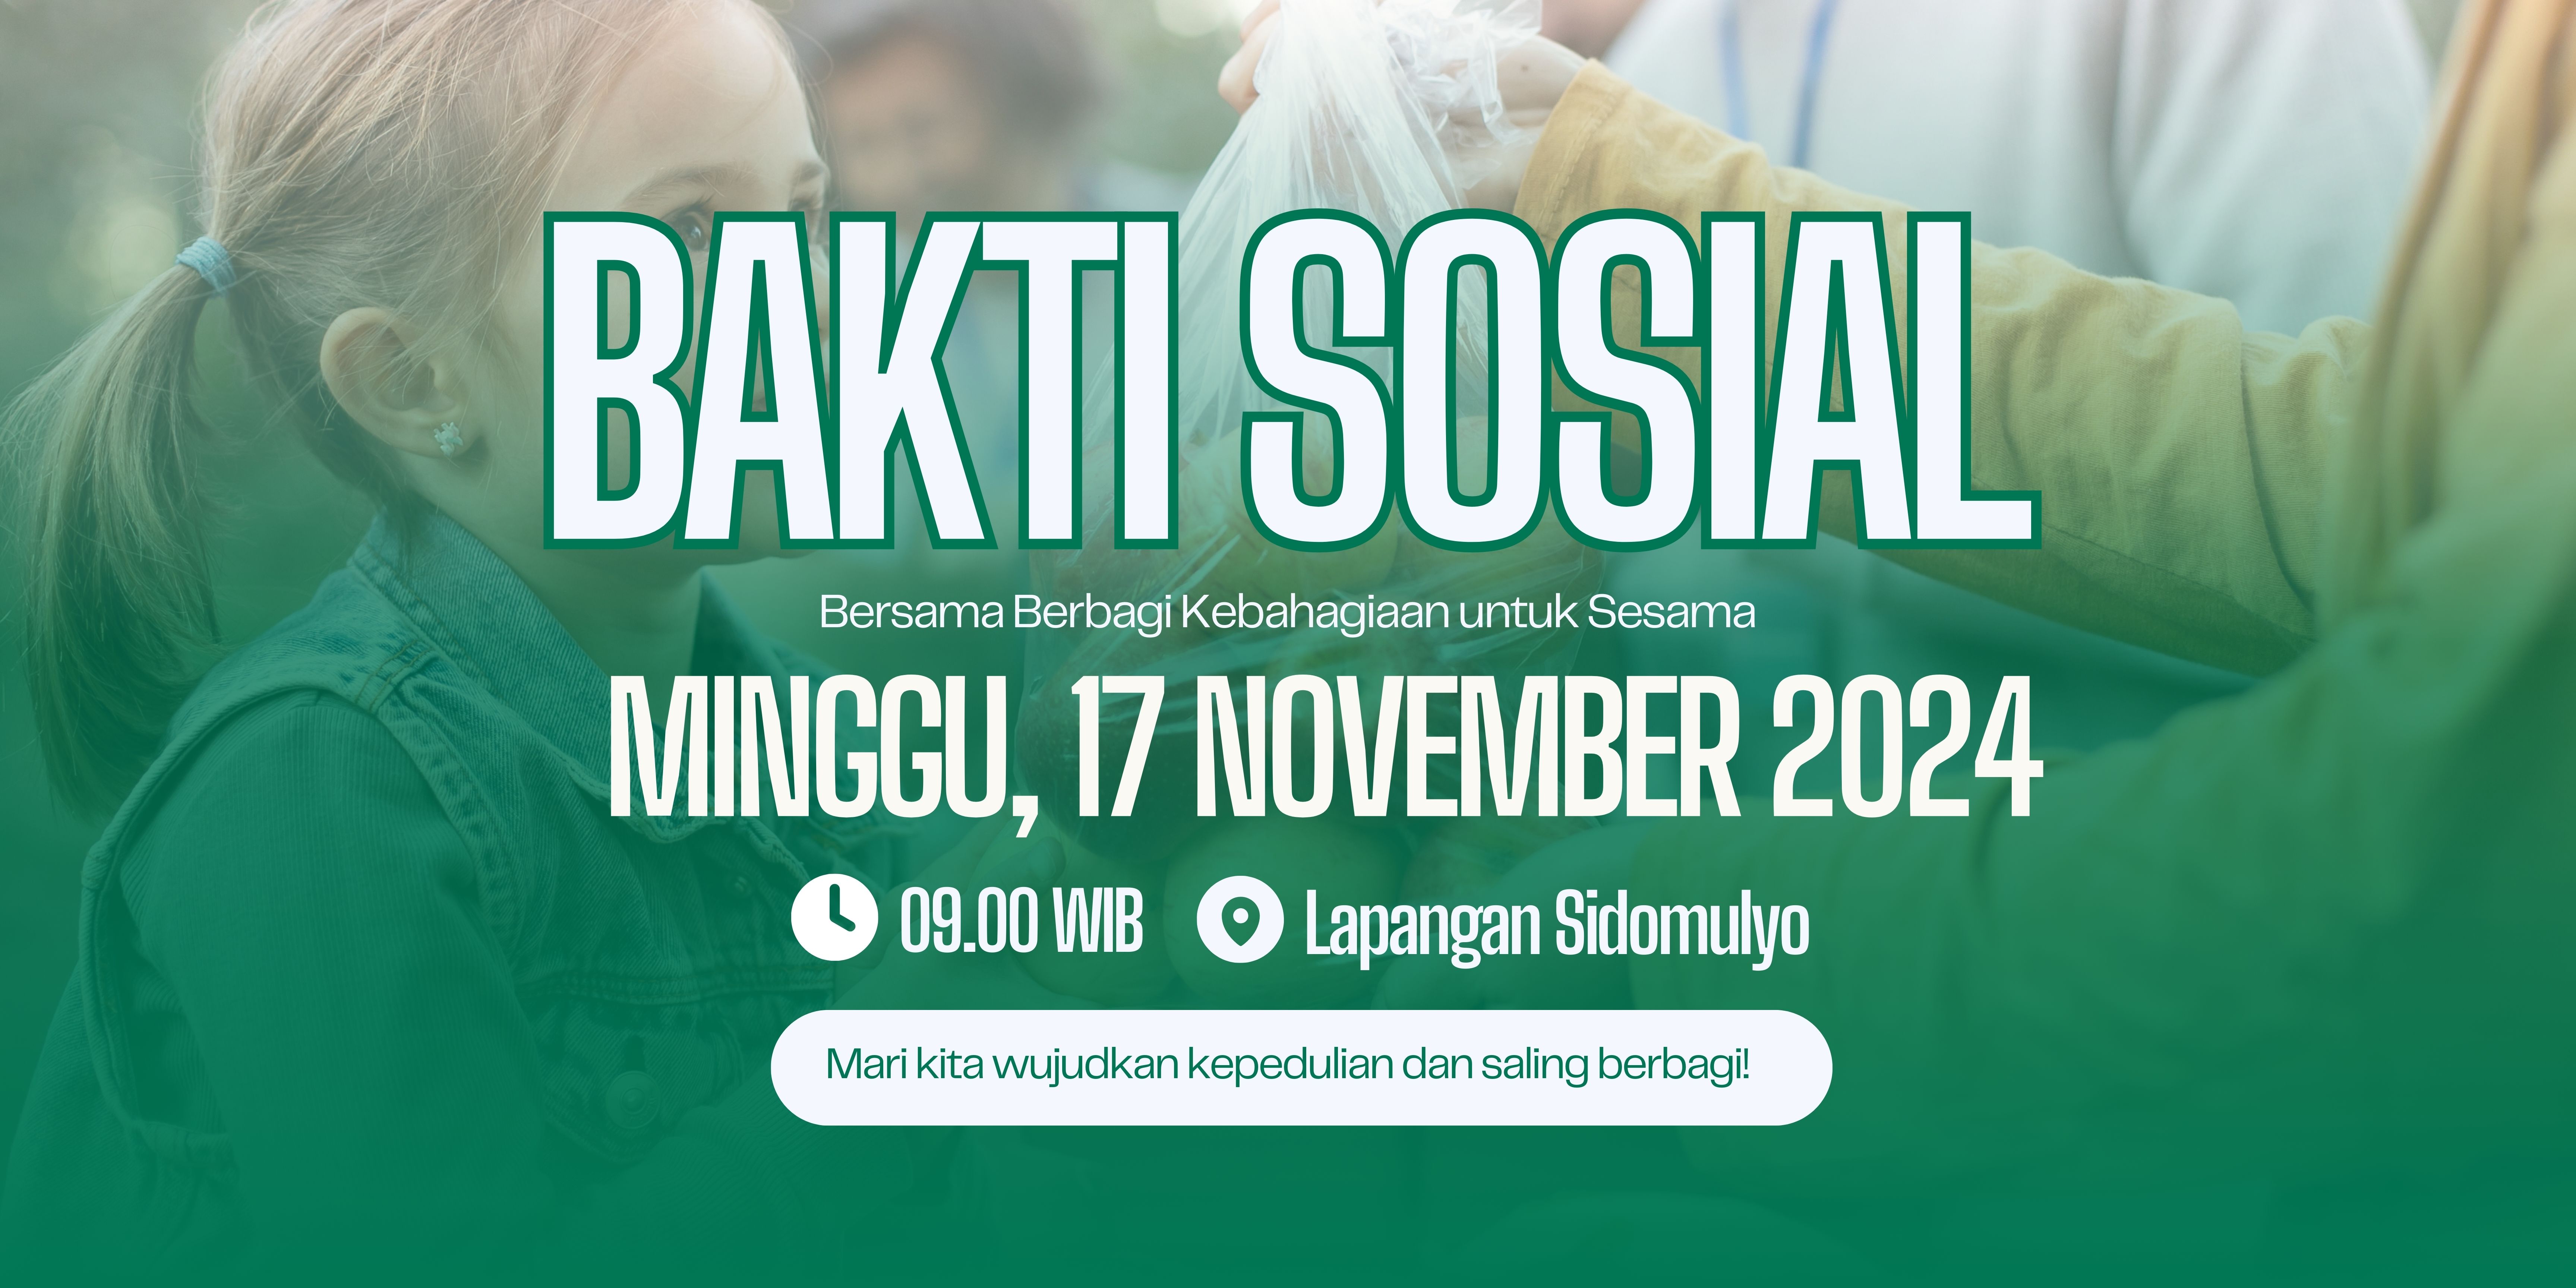 BAKTI SOSIAL
Bersama Berbagi Kebahagiaan untuk Sesama
MINGGU, 17 NOVEMBER 2024
09.00 WIB
Lapangan Sidomulyo
Mari kita wujudkan kepedulian dan saling berbagi!